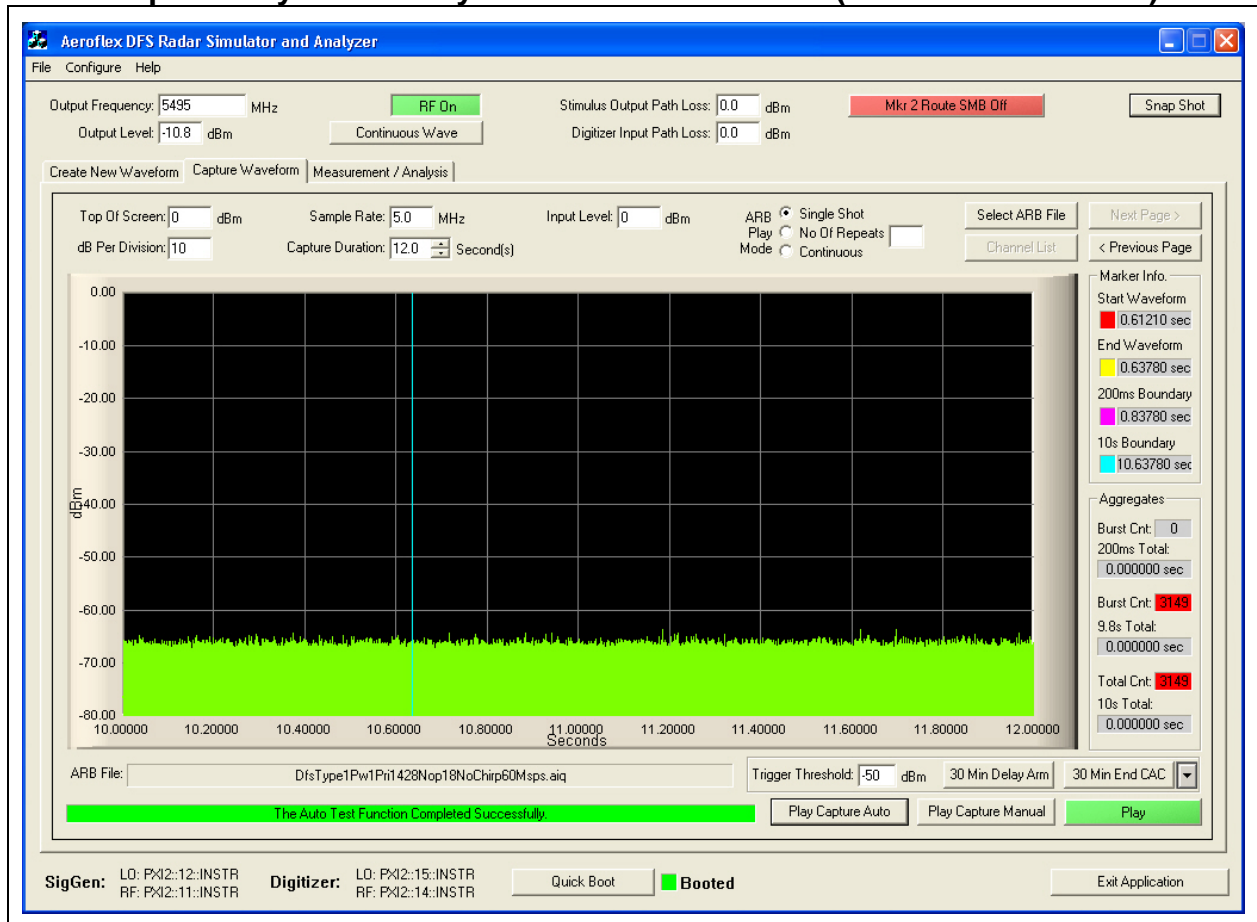 Aeroflex DFS Radar Simulator and Analyzer
File Configure Help
Output Frequency: 5495 MHz RF On Stimulus Output Path Loss: 0.0 dBm Mkr 2 Route SMB Off Snap Shot
Output Level: -10.8 dBm Continuous Wave Digitizer Input Path Loss: 0.0 dBm
Create New Waveform Capture Waveform Measurement / Analysis
Top Of Screen: 0 dBm Sample Rate: 5.0 MHz Input Level: 0 dBm ARB Play Mode Single Shot Select ARB File Next Page >
No Of Repeats
dB Per Division: 10 Capture Duration: 12.0 Second(s) Continuous Channel List < Previous Page
Marker Info.
Start Waveform
0.61210 sec
End Waveform
0.63780 sec
200ms Boundary
0.83780 sec
10s Boundary
10.63780 sec
Aggregates
Burst Cnt: 0
200ms Total:
0.000000 sec
Burst Cnt: 3149
9.8s Total:
0.000000 sec
Total Cnt: 3149
10s Total:
0.000000 sec
0.00
-10.00
-20.00
-30.00
-40.00
-50.00
-60.00
-70.00
-80.00
dBm
10.00000 10.20000 10.40000 10.60000 10.80000 11.00000 11.20000 11.40000 11.60000 11.80000 12.00000
Seconds
ARB File: DfsType1Pw1Pri1428Nop18NoChirp60Msps.aiq Trigger Threshold: -50 dBm 30 Min Delay Arm 30 Min End CAC
The Auto Test Function Completed Successfully. Play Capture Auto Play Capture Manual Play
SigGen: LO: PXI2::12::INSTR
RF: PXI2::11::INSTR
Digitizer: LO: PXI2::15::INSTR
RF: PXI2::14::INSTR
Quick Boot Booted Exit Application